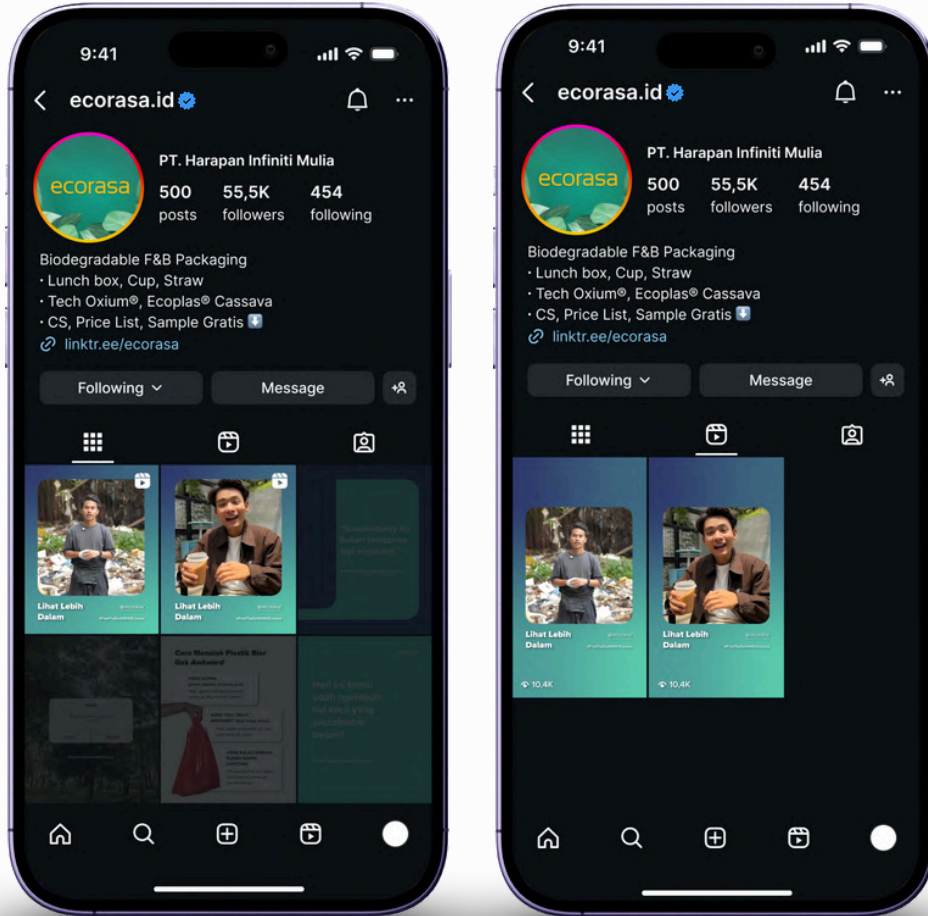 9:41
ecorasa.id
ecorasa
PT. Harapan Infiniti Mulia
500 55,5K 454
posts followers following
Biodegradable F&B Packaging
· Lunch box, Cup, Straw
· Tech Oxium®, Ecoplas® Cassava
· CS, Price List, Sample Gratis ⬇️
linktr.ee/ecorasa
Following Message
Lihat Lebih
Dalam
Lihat Lebih
Dalam
Cara Menolak Plastik Biar
Gak Awkward
Hari ini kamu
9:41
ecorasa.id
ecorasa
PT. Harapan Infiniti Mulia
500 55,5K 454
posts followers following
Biodegradable F&B Packaging
· Lunch box, Cup, Straw
· Tech Oxium®, Ecoplas® Cassava
· CS, Price List, Sample Gratis ⬇️
linktr.ee/ecorasa
Following Message
Lihat Lebih
Dalam
10,4K
Lihat Lebih
Dalam
10,4K